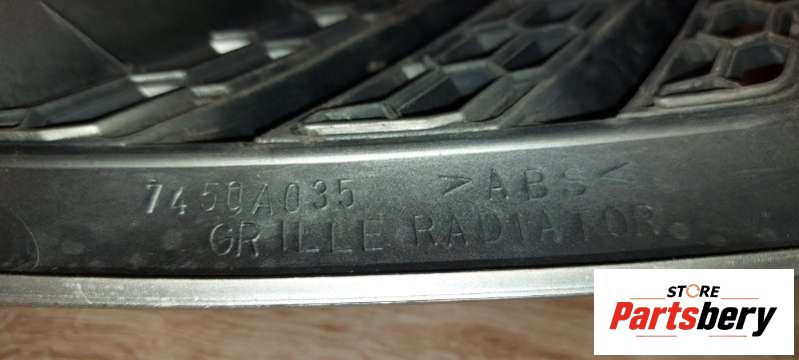 7450A035 >ABS<
GRILLE RADIATOR
STORE
Partsbery